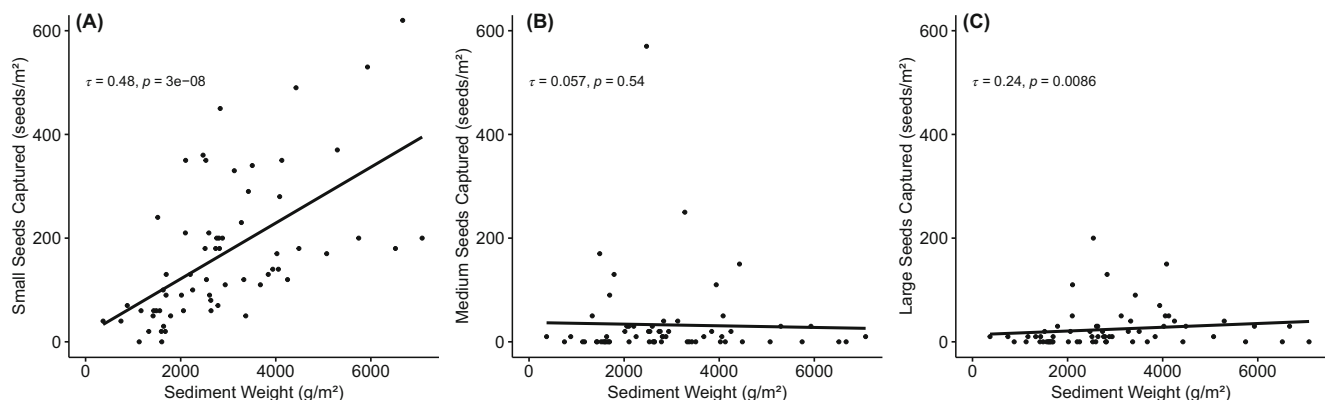 (A)
τ = 0.48, p = 3e−08
600
400
200
0
Small Seeds Captured (seeds/m²)
0 2000 4000 6000
Sediment Weight (g/m²)
(B)
τ = 0.057, p = 0.54
600
400
200
0
Medium Seeds Captured (seeds/m²)
0 2000 4000 6000
Sediment Weight (g/m²)
(C)
τ = 0.24, p = 0.0086
600
400
200
0
Large Seeds Captured (seeds/m²)
0 2000 4000 6000
Sediment Weight (g/m²)